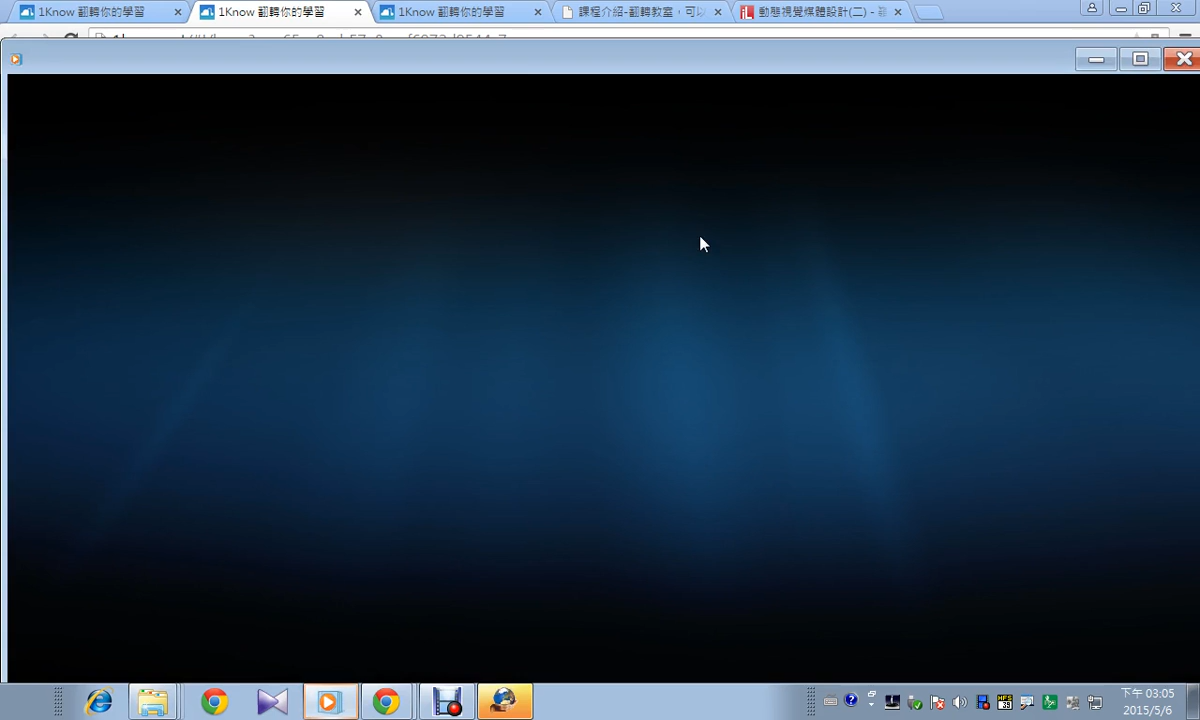 1Know 翻轉你的學習
1Know 翻轉你的學習
1Know 翻轉你的學習
課程介紹-翻轉教室，可以
動態視覺媒體設計(二) -
下午 03:05
2015/5/6